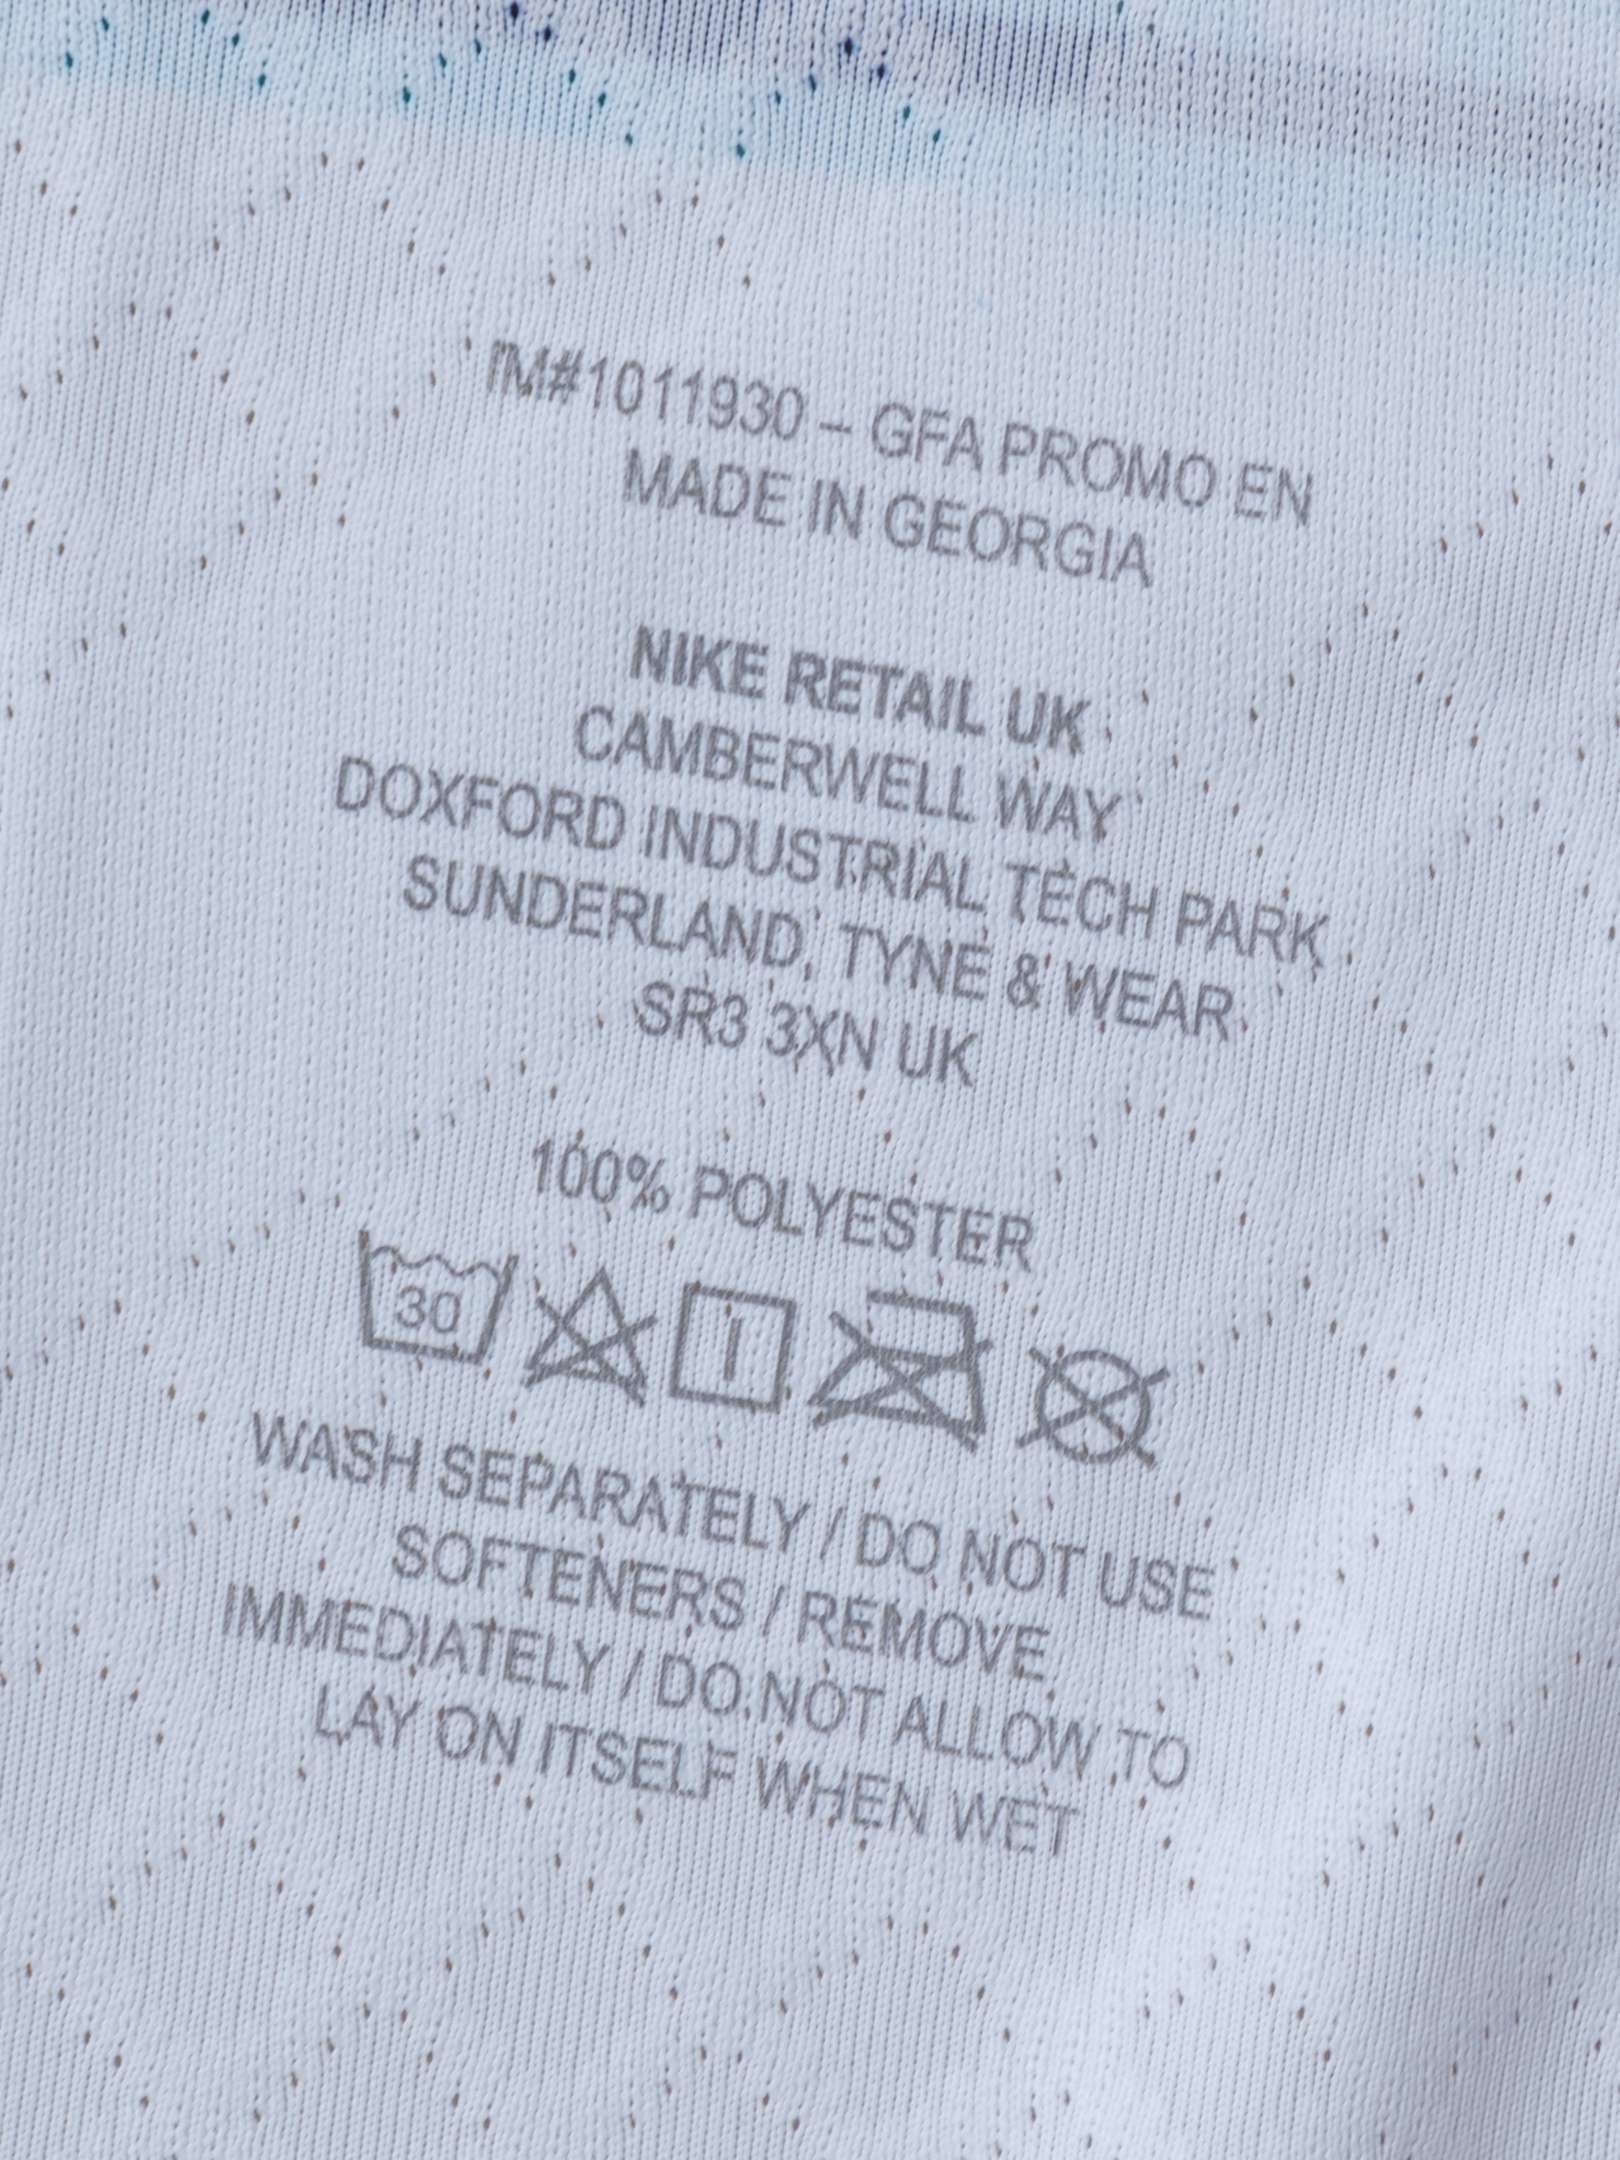 IM#1011930 – GFA PROMO EN
MADE IN GEORGIA
NIKE RETAIL UK
CAMBERWELL WAY
DOXFORD INDUSTRIAL TECH PARK
SUNDERLAND, TYNE & WEAR
SR3 3XN UK
100% POLYESTER
30
WASH SEPARATELY / DO NOT USE
SOFTENERS / REMOVE
IMMEDIATELY / DO NOT ALLOW TO
LAY ON ITSELF WHEN WET